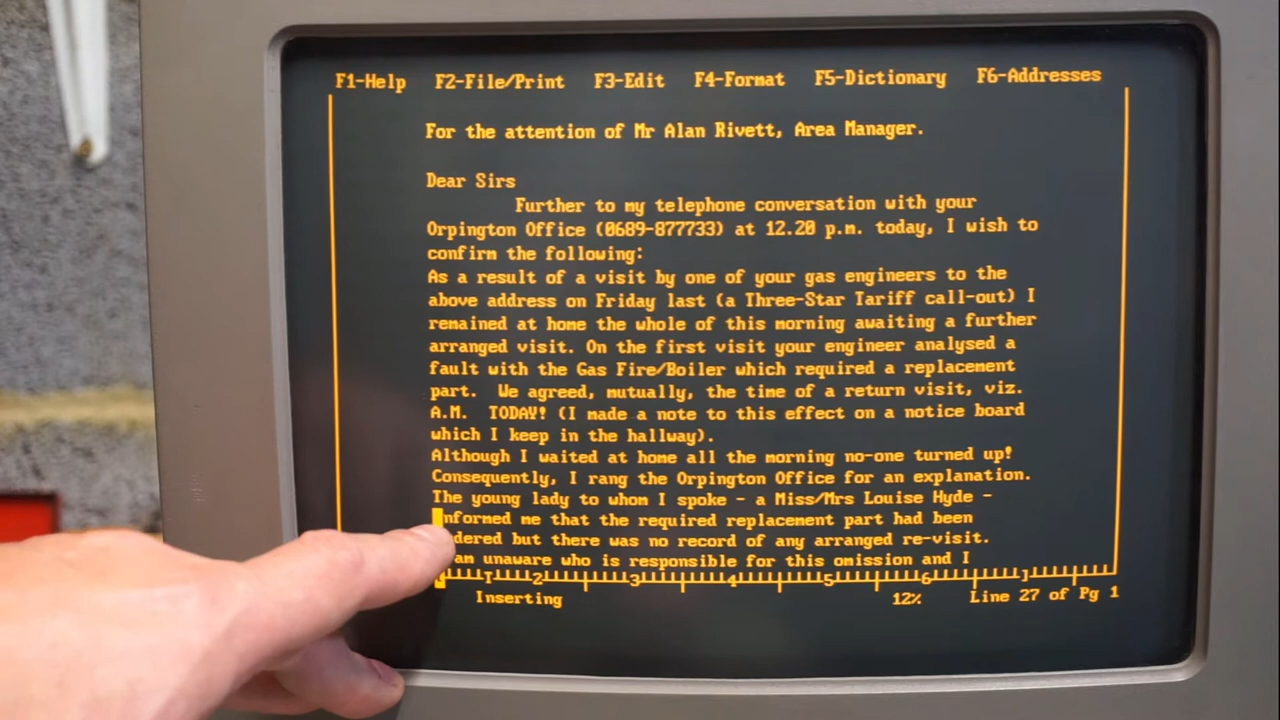 F1-Help F2-File/Print F3-Edit F4-Format F5-Dictionary F6-Addresses
For the attention of Mr Alan Rivett, Area Manager.
Dear Sirs
Further to my telephone conversation with your
Orpington Office (0689-877733) at 12.20 p.m. today, I wish to
confirm the following:
As a result of a visit by one of your gas engineers to the
above address on Friday last (a Three-Star Tariff call-out) I
remained at home the whole of this morning awaiting a further
arranged visit. On the first visit your engineer analysed a
fault with the Gas Fire/Boiler which required a replacement
part. We agreed, mutually, the time of a return visit, viz.
A.M. TODAY! (I made a note to this effect on a notice board
which I keep in the hallway).
Although I waited at home all the morning no-one turned up!
Consequently, I rang the Orpington Office for an explanation.
The young lady to whom I spoke - a Miss/Mrs Louise Hyde -
nformed me that the required replacement part had been
dered but there was no record of any arranged re-visit.
am unaware who is responsible for this omission and I
1 2 3 4 5 6 ]
Inserting 12% Line 27 of Pg 1